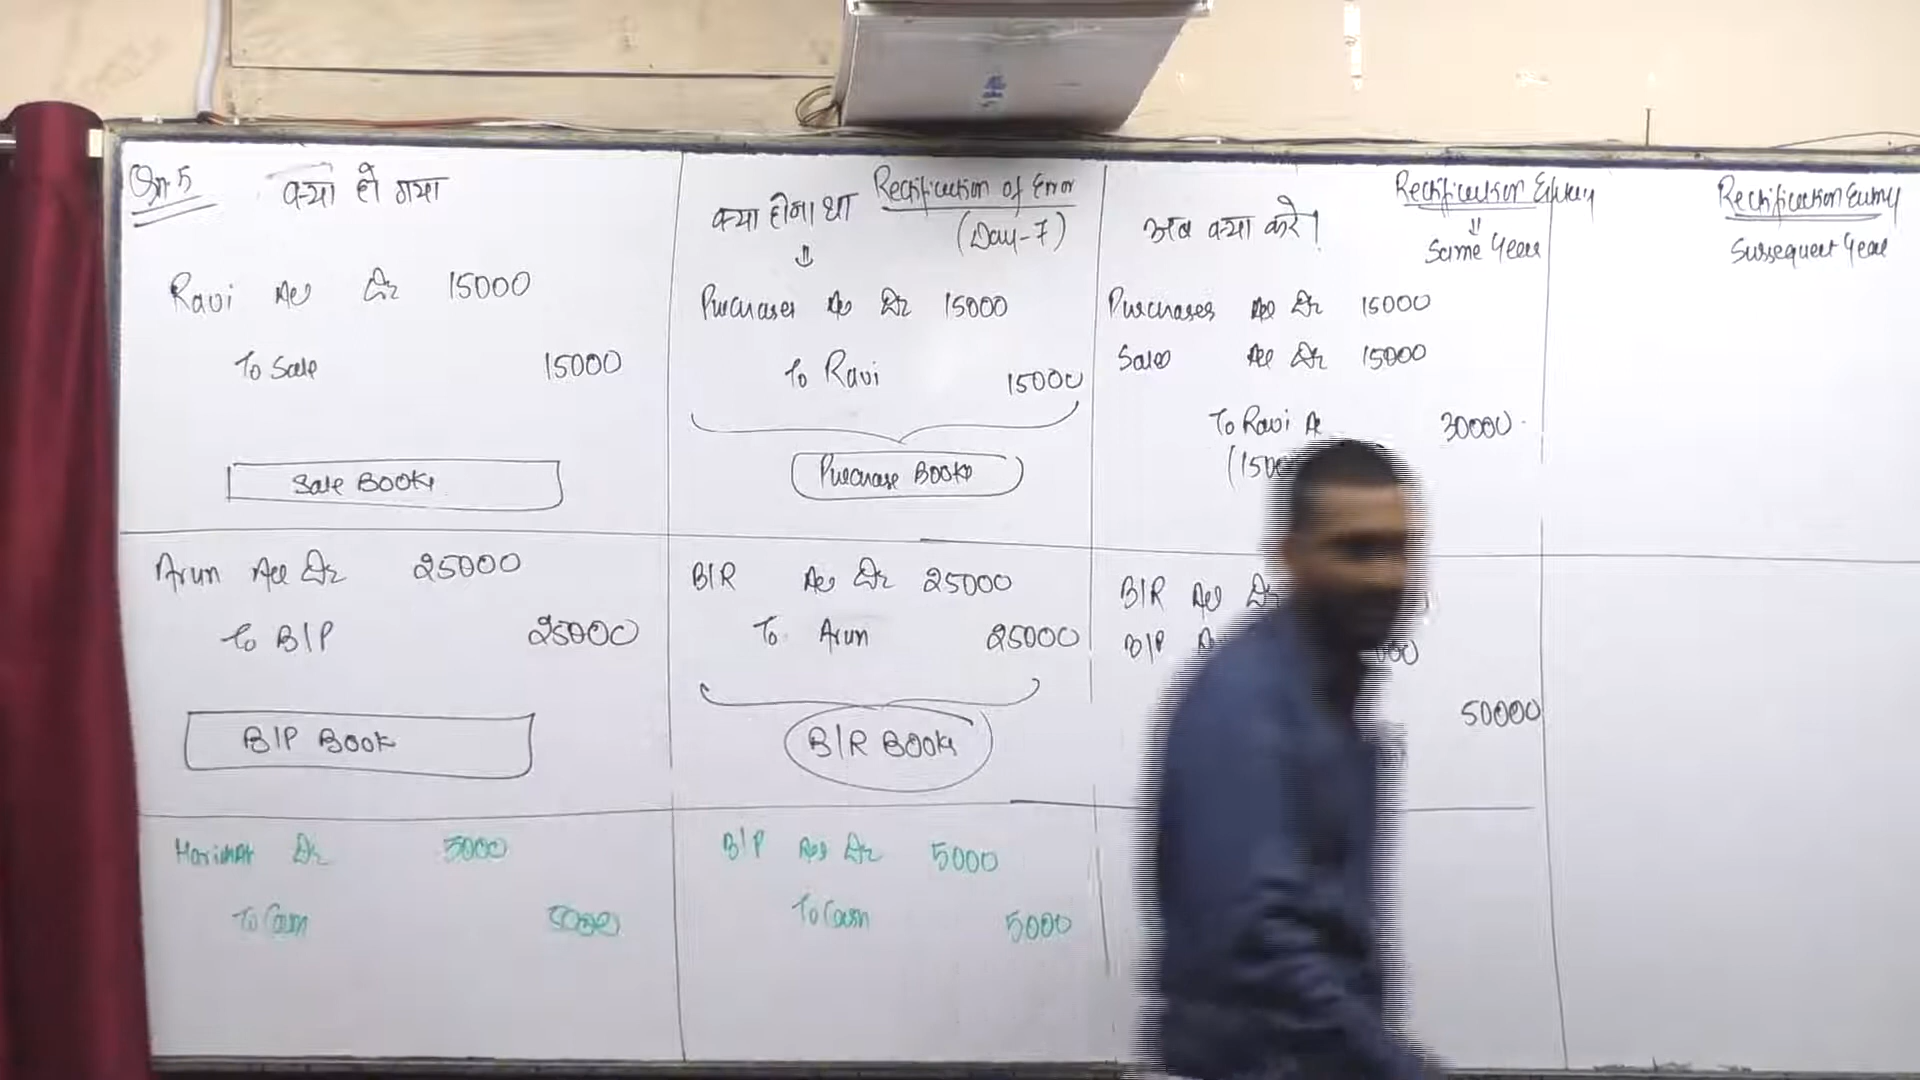 Qn 5
क्या हो गया
Ravi A/c Dr 15000
To Sale 15000
Sale Book
Arun A/c Dr 25000
To B/P 25000
B/P Book
Dr 5000
To Cash 5000
क्या होना था
Rectification of Error
(Day-7)
⇓
Purchases A/c Dr 15000
To Ravi 15000
Purchase Book
B/R A/c Dr 25000
To Arun 25000
B/R Book
B/P A/c Dr 5000
To Cash 5000
अब क्या करे!
Rectification Entry
⇓
Same Year
Purchases A/c Dr 15000
Sales A/c Dr 15000
To Ravi A 30000
B/R A/c D
B/P
50000
Rectification Entry
Subsequent Year